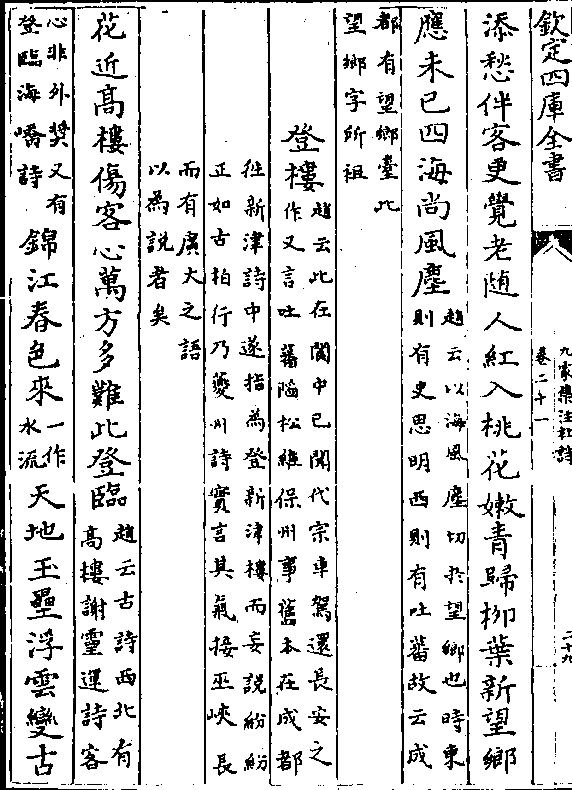 欽定四庫全書
九家集注杜詩
卷二十一
二十九
添愁伴客更覺老隨人紅入桃花嫩青歸栁葉新望鄉
應未已四海尚風塵趙云以海風塵切於望鄉也時東
則有史思明西則有吐蕃故云成
都有望鄉臺此
望鄉字所祖
登樓趙云此在閬中已聞代宗車駕還長安之
作又言吐蕃陷松維保州事舊本在成都
徃新津詩中遂指為登新津樓而妄說紛紛
正如古柏行乃夔州詩實言其氣接巫峽長
而有廣大之語
以為説者矣
花近髙樓傷客心萬方多難此登臨趙云古詩西北有
髙樓謝靈運詩客
心非外奬又有
登臨海嶠詩錦江春色來一作
水流天地玉壘浮雲變古